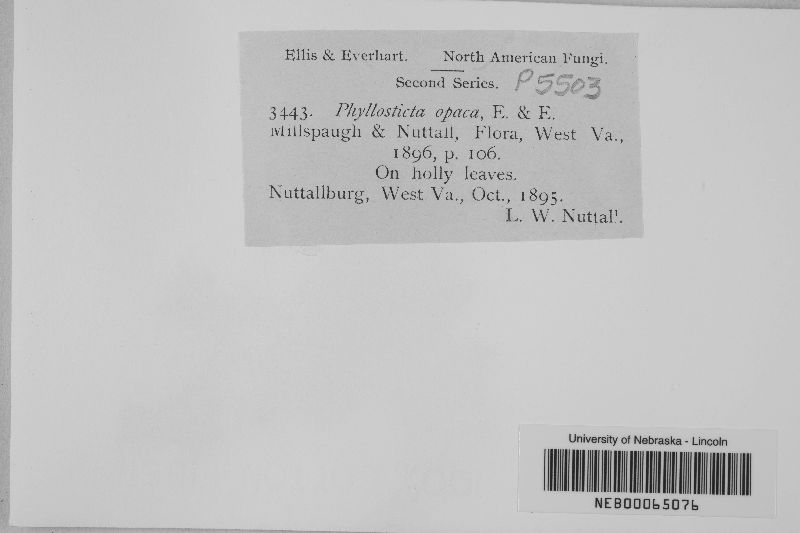 Ellis & Everhart. North American Fungi.
Second Series. P5503
3443. Phyllosticta opaca, E. & E.
Millspaugh & Nuttall, Flora, West Va.,
1896, p. 106.
On holly leaves.
Nuttallburg, West Va., Oct., 1895.
L. W. Nuttall.
University of Nebraska - Lincoln
NEB00065076